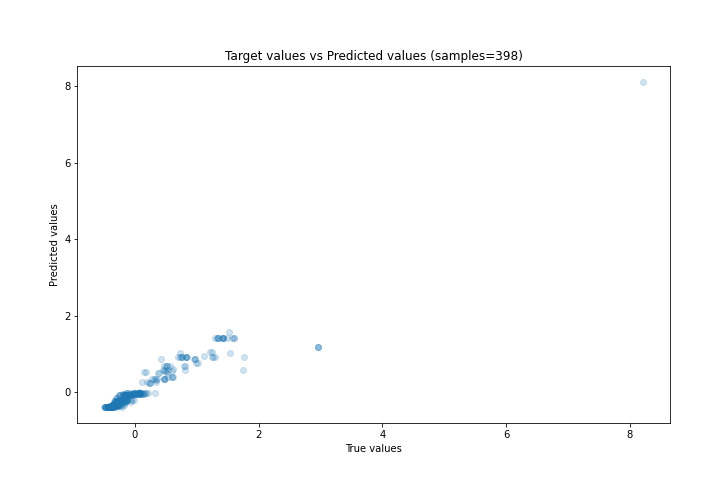 Target values vs Predicted values (samples=398)
8
6
4
2
0
Predicted values
0 2 4 6 8
True values